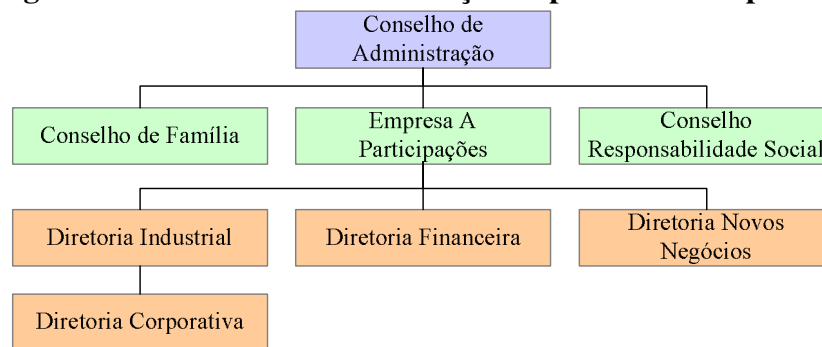 Conselho de
Administração
Conselho de Família
Empresa A
Participações
Conselho
Responsabilidade Social
Diretoria Industrial
Diretoria Financeira
Diretoria Novos
Negócios
Diretoria Corporativa